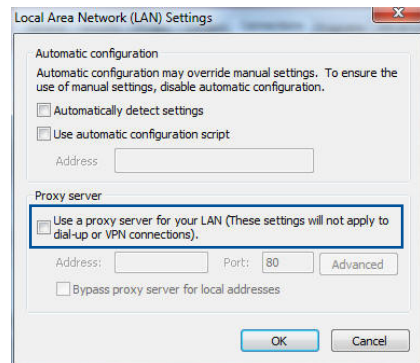 Local Area Network (LAN) Settings
Automatic configuration
Automatic configuration may override manual settings. To ensure the
use of manual settings, disable automatic configuration.
Automatically detect settings
Use automatic configuration script
Address
Proxy server
Use a proxy server for your LAN (These settings will not apply to
dial-up or VPN connections).
Address:
Port: 80 Advanced
Bypass proxy server for local addresses
OK Cancel